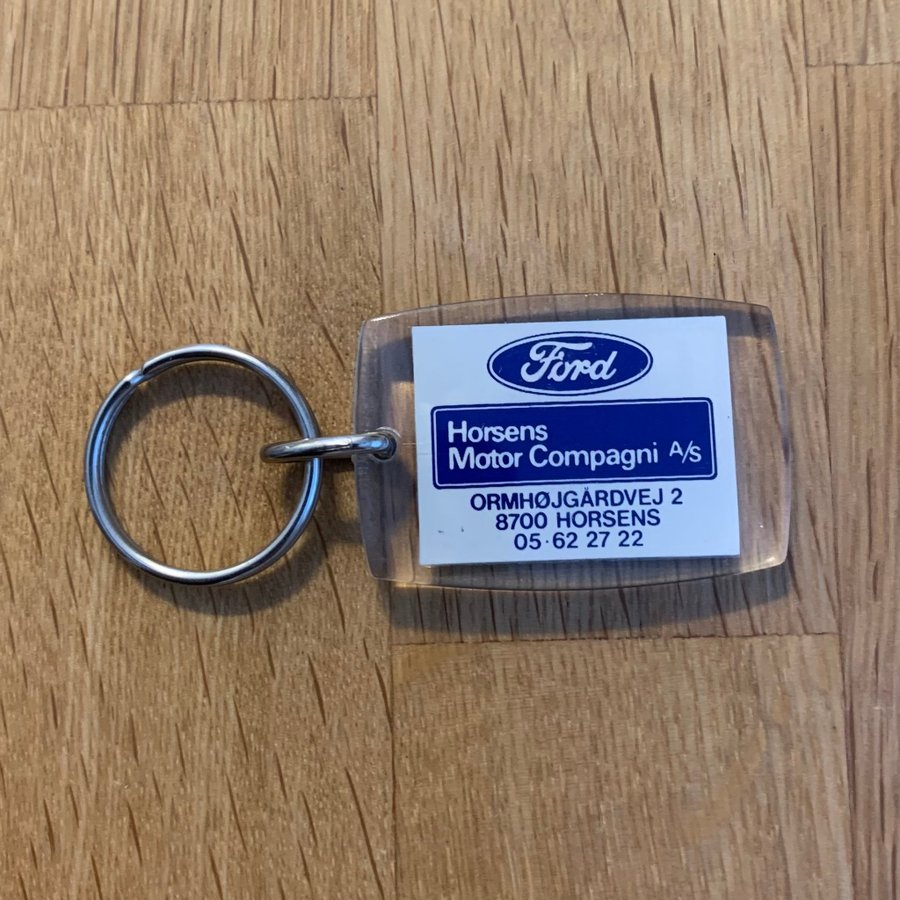 Ford
Horsens
Motor Compagni A/S
ORMHØJGÅRDVEJ 2
8700 HORSENS
05·62 27 22